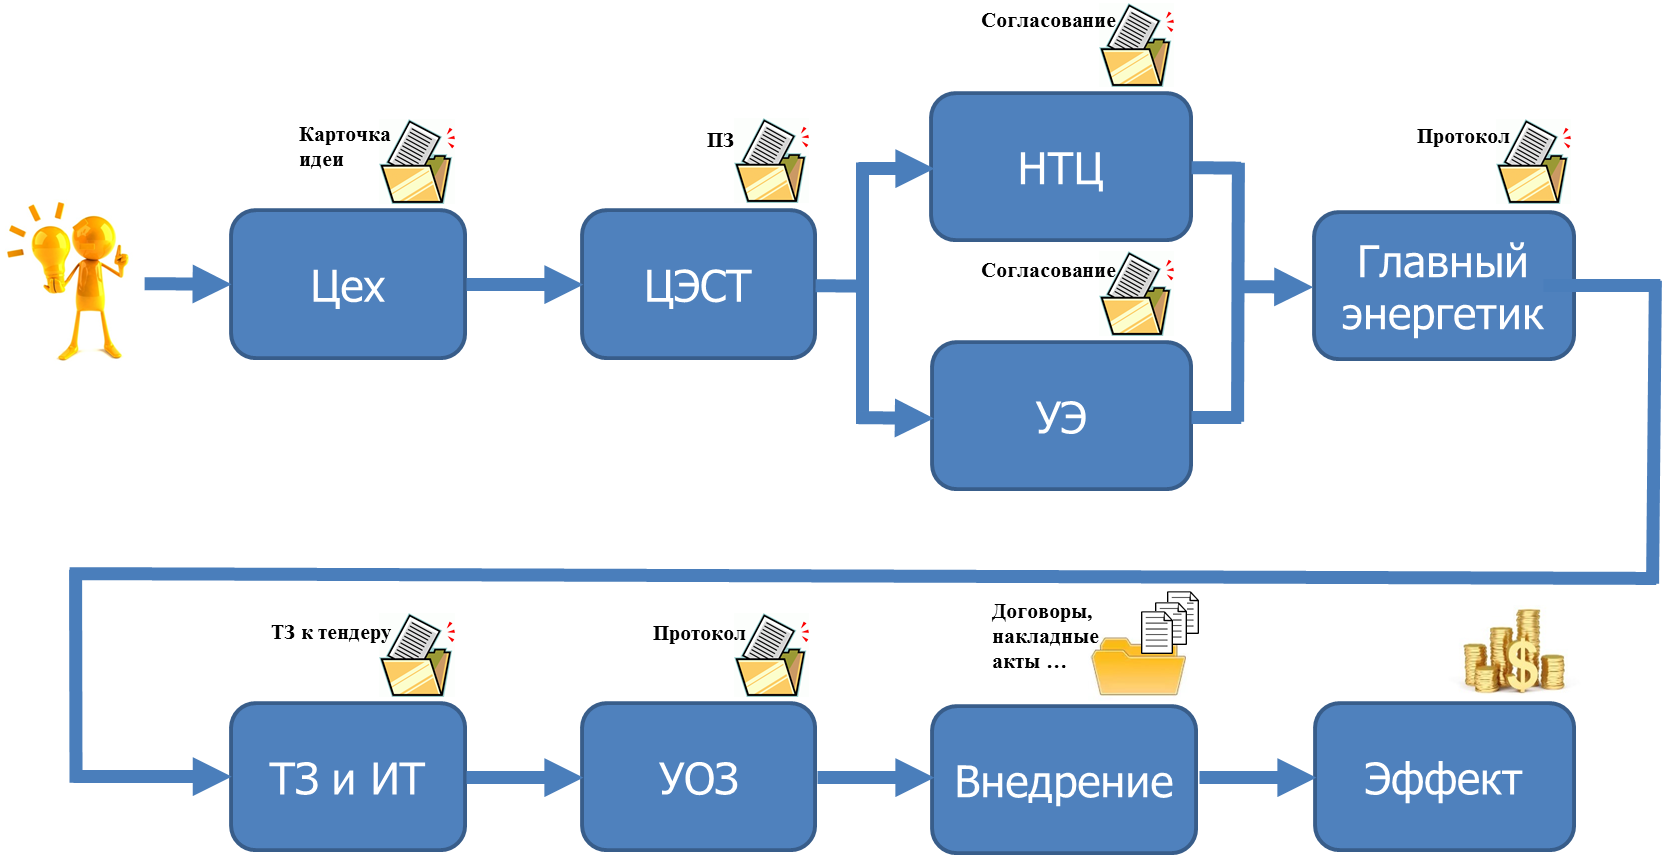 Согласование
НТЦ
Карточка
идеи
Цех
ПЗ
ЦЭСТ
Согласование
УЭ
Протокол
Главный
энергетик
ТЗ к тендеру
ТЗ и ИТ
Протокол
УОЗ
Договоры,
накладные
акты ...
Внедрение
$
Эффект